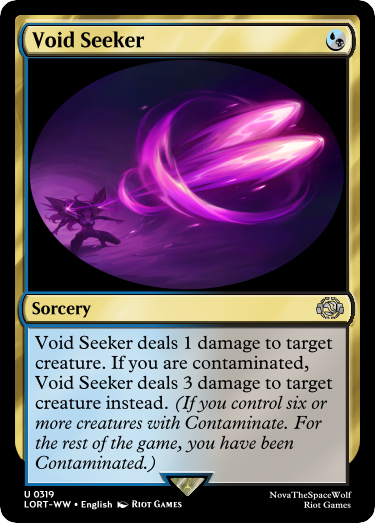 Void Seeker
Sorcery
Void Seeker deals 1 damage to target
creature. If you are contaminated,
Void Seeker deals 3 damage to target
creature instead. (If you control six or
more creatures with Contaminate. For
the rest of the game, you have been
Contaminated.)
U 0319
LORT-WW • English Riot Games
NovaTheSpaceWolf
Riot Games